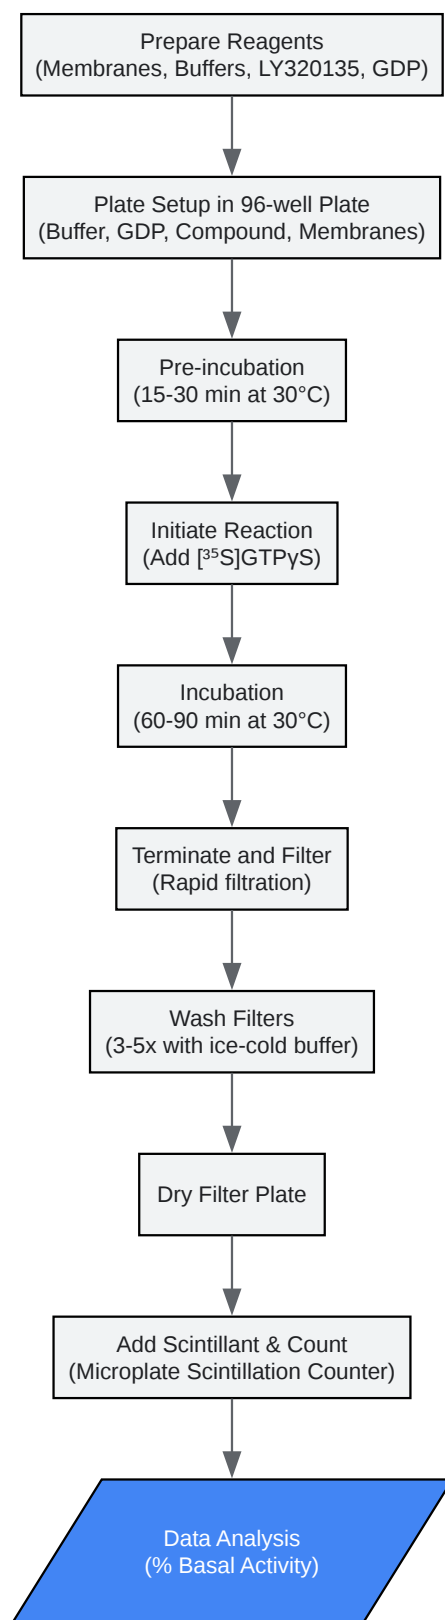 Prepare Reagents
(Membranes, Buffers, LY320135, GDP)
Plate Setup in 96-well Plate
(Buffer, GDP, Compound, Membranes)
Pre-incubation
(15-30 min at 30°C)
Initiate Reaction
(Add [³⁵S]GTPγS)
Incubation
(60-90 min at 30°C)
Terminate and Filter
(Rapid filtration)
Wash Filters
(3-5x with ice-cold buffer)
Dry Filter Plate
Add Scintillant & Count
(Microplate Scintillation Counter)
Data Analysis
(% Basal Activity)